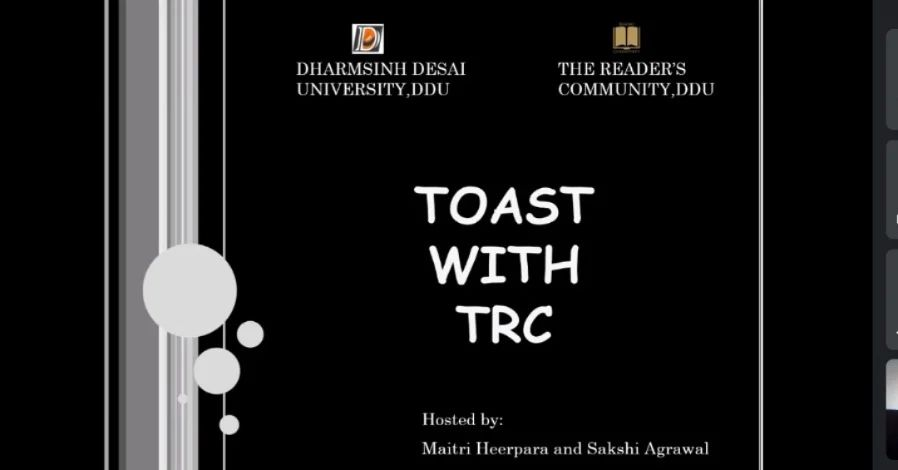 DHARMSINH DESAI
UNIVERSITY,DDU
THE READER'S
COMMUNITY,DDU
TOAST
WITH
TRC
Hosted by:
Maitri Heerpara and Sakshi Agrawal